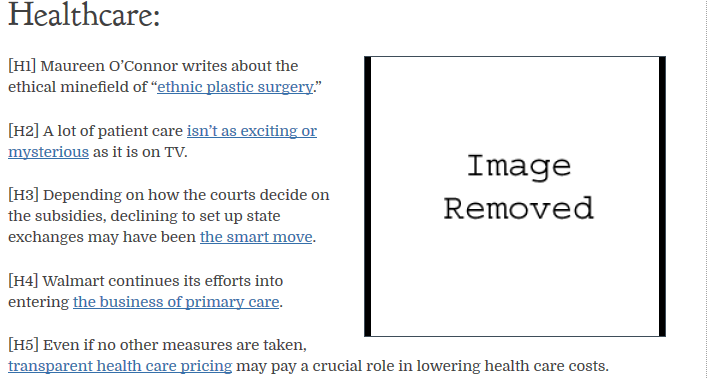 Healthcare:
[H1] Maureen O’Connor writes about the
ethical minefield of “ethnic plastic surgery.”
[H2] A lot of patient care isn’t as exciting or
mysterious as it is on TV.
[H3] Depending on how the courts decide on
the subsidies, declining to set up state
exchanges may have been the smart move.
[H4] Walmart continues its efforts into
entering the business of primary care.
[H5] Even if no other measures are taken,
transparent health care pricing may pay a crucial role in lowering health care costs.
Image
Removed